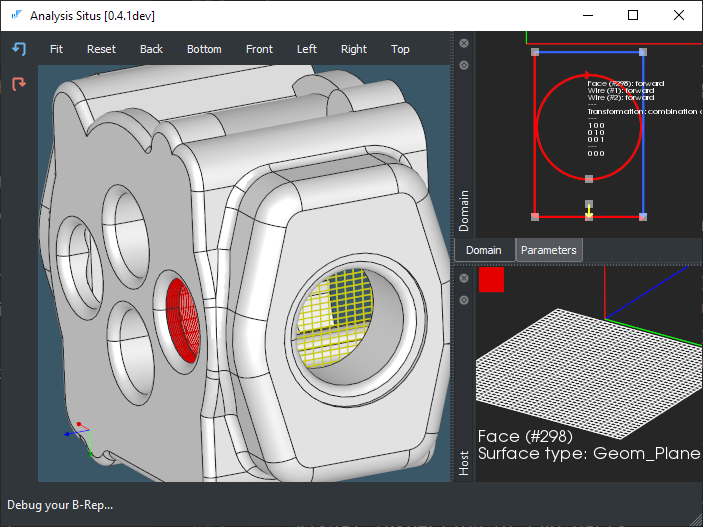 Analysis Situs [0.4.1dev]
Fit Reset Back Bottom Front Left Right Top
Face (#298): forward
Wire (#1): forward
Wire (#2): forward
---
Transformation: combination
---
1 0 0
0 1 0
0 0 1
---
0 0 0
Domain
Domain Parameters
Face (#298)
Surface type: Geom_Plane
Host
Debug your B-Rep...